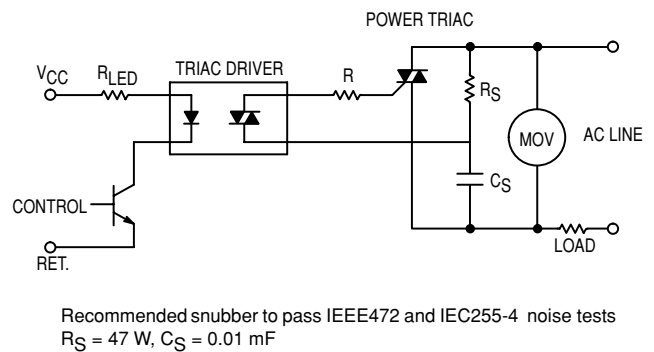 POWER TRIAC
VCC
RLED
TRIAC DRIVER
R
RS
MOV
AC LINE
CS
CONTROL
RET.
LOAD
Recommended snubber to pass IEEE472 and IEC255-4 noise tests
RS = 47 W, CS = 0.01 mF